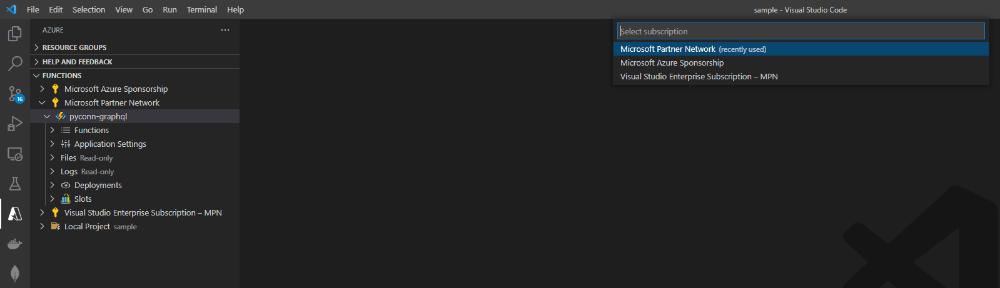 File Edit Selection View Go Run Terminal Help
sample - Visual Studio Code
AZURE ···
RESOURCE GROUPS
HELP AND FEEDBACK
FUNCTIONS
Microsoft Azure Sponsorship
Microsoft Partner Network
pyconn-graphql
Functions
Application Settings
Files Read-only
Logs Read-only
Deployments
Slots
Visual Studio Enterprise Subscription – MPN
Local Project sample
16
Select subscription
Microsoft Partner Network (recently used)
Microsoft Azure Sponsorship
Visual Studio Enterprise Subscription – MPN